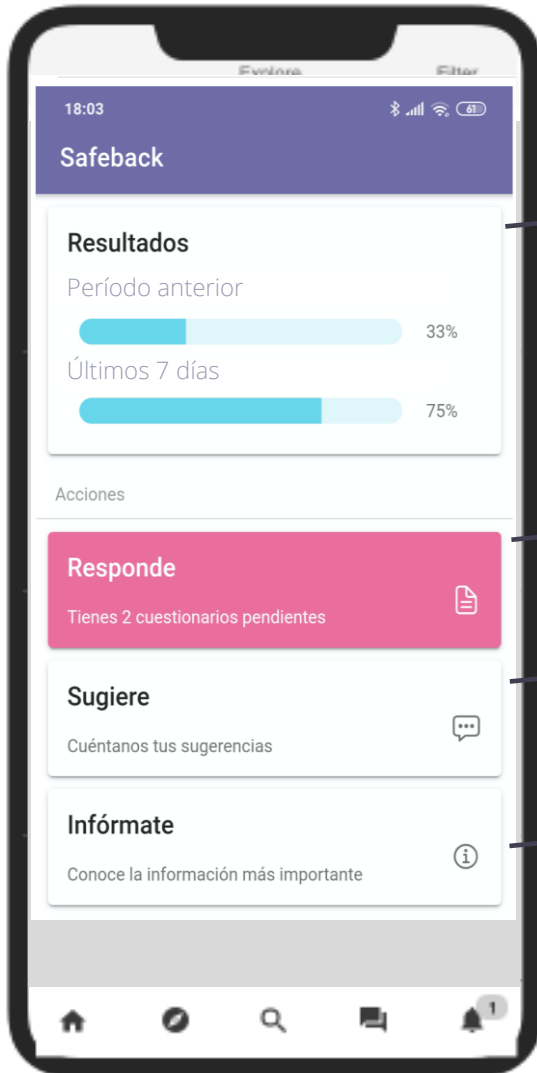 Explore Filter
18:03 61
Safeback
Resultados
Período anterior
33%
Últimos 7 días
75%
Acciones
Responde
Tienes 2 cuestionarios pendientes
Sugiere
Cuéntanos tus sugerencias
Infórmate
Conoce la información más importante
1